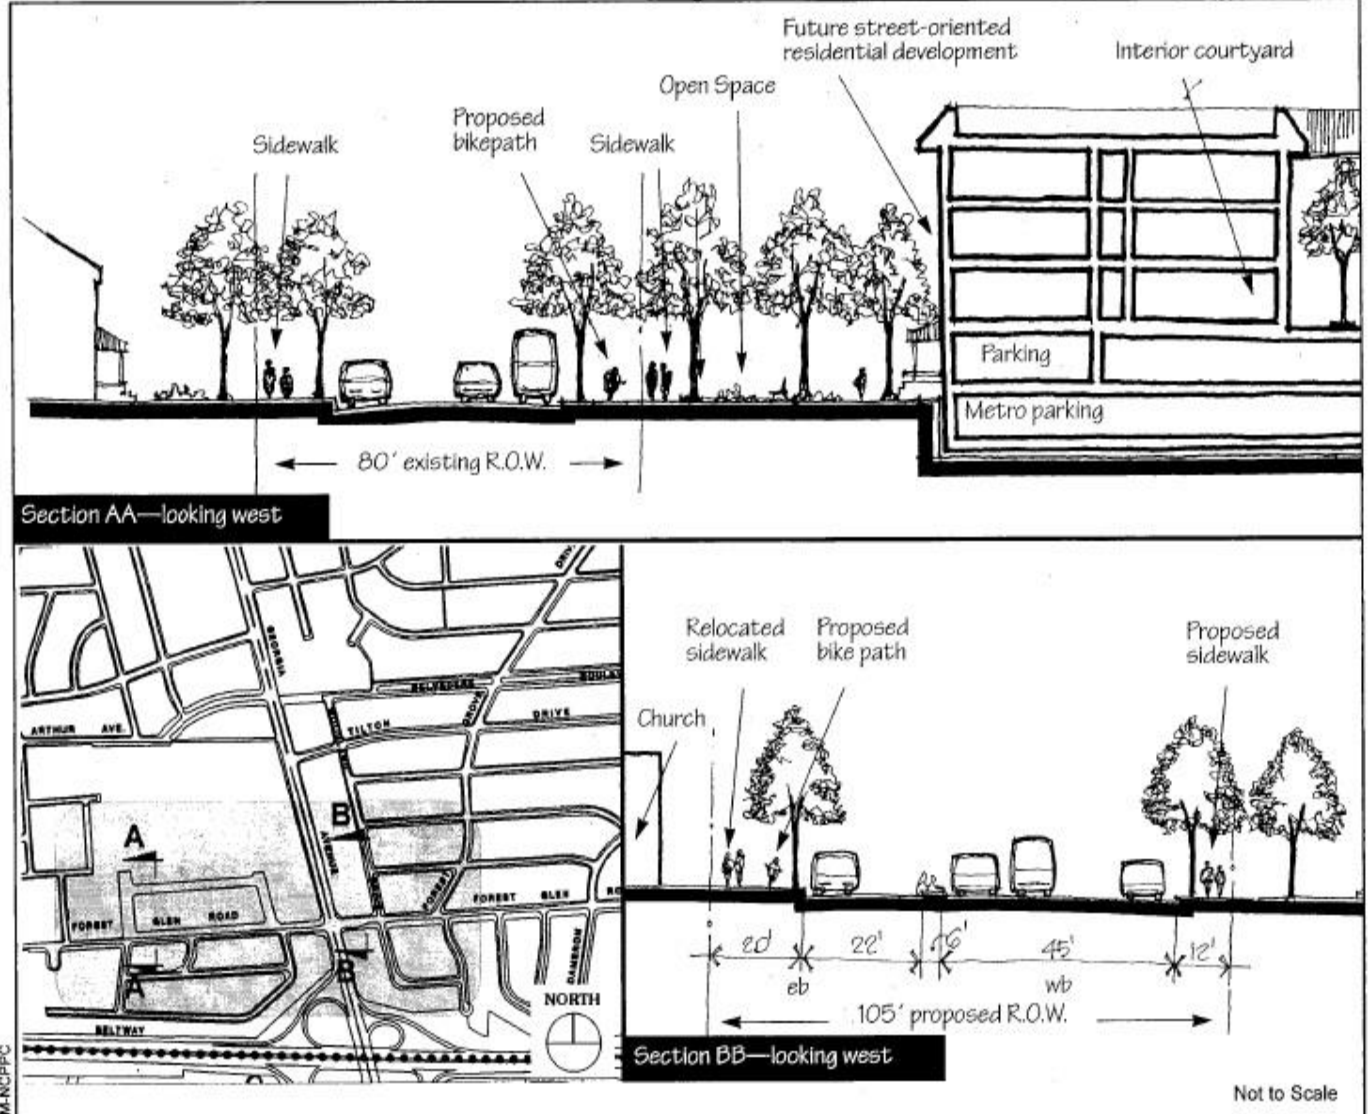 Future street-oriented
residential development
Interior courtyard
Open Space
Proposed
bikepath
Sidewalk
Sidewalk
Parking
Metro parking
80' existing R.O.W.
Section AA—looking west
GEORGIA
AVENUE
BELVEDERE
ARTHUR AVE.
TILTON
DRIVE
GROVE
A
B
FOREST
GLEN
ROAD
FOREST
FOREST GLEN
A
B
DAMERON
BELTWAY
NORTH
Relocated
sidewalk
Proposed
bike path
Proposed
sidewalk
Church
20'
22'
6'
45'
12'
eb
wb
105' proposed R.O.W.
Section BB—looking west
Not to Scale
M-NCPPC